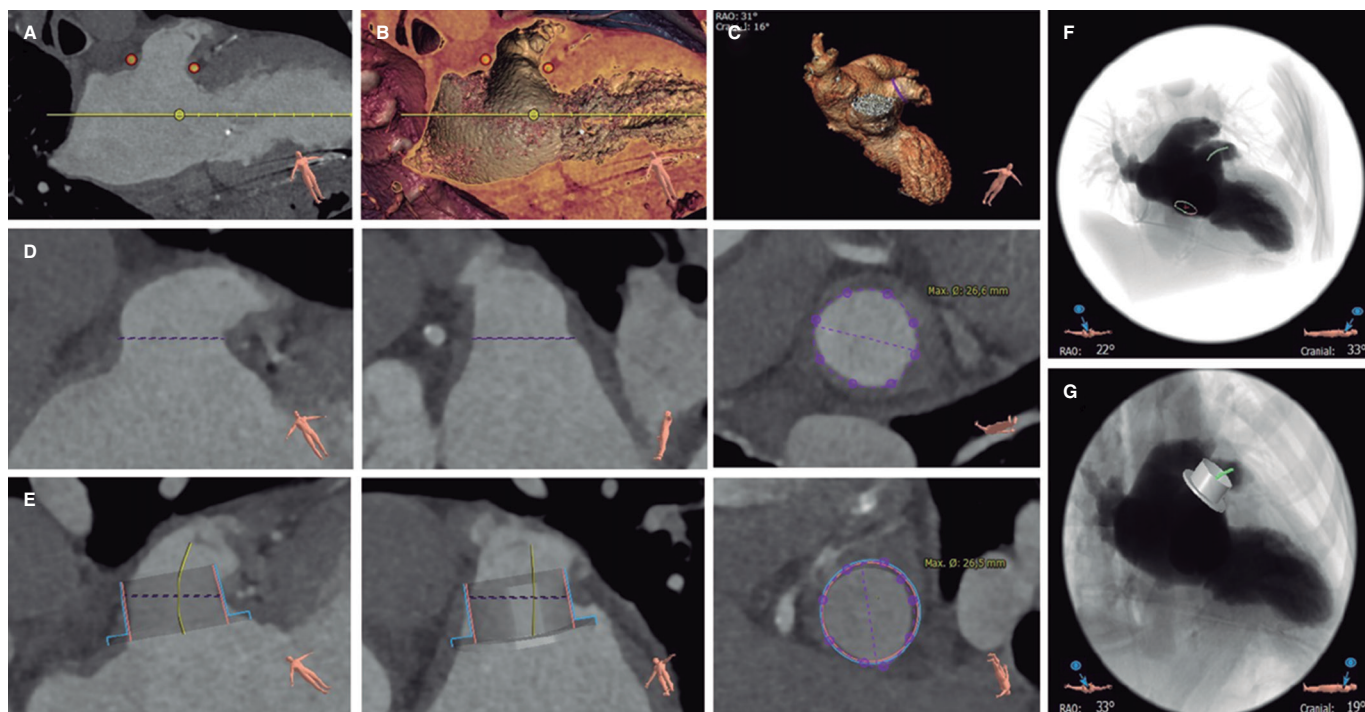 A
B
RAO: 31°
Cranial: 16°
C
F
D
Max. Ø: 26,6 mm
RAO: 22°
Cranial: 33°
G
E
Max. Ø: 26,5 mm
RAO: 33°
Cranial: 19°